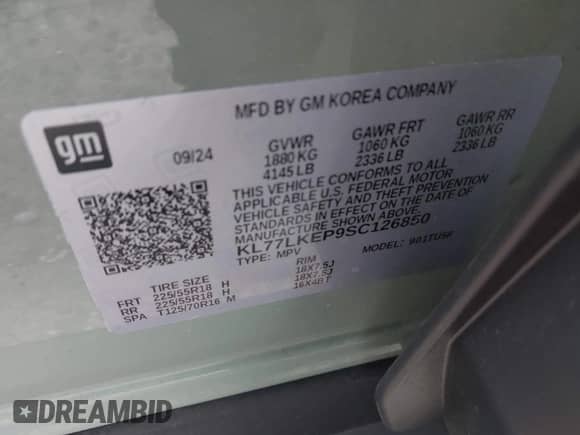 gm
MFD BY GM KOREA COMPANY
09/24
GVWR GAWR FRT GAWR RR
1880 KG 1060 KG 1060 KG
4145 LB 2336 LB 2336 LB
THIS VEHICLE CONFORMS TO ALL
APPLICABLE U.S. FEDERAL MOTOR
VEHICLE SAFETY AND THEFT PREVENTION
STANDARDS IN EFFECT ON THE DATE OF
MANUFACTURE SHOWN ABOVE.
KL77LKEP9SC126850
TYPE: MPV MODEL:
TIRE SIZE RIM
FRT 225/55R18 H 18X7.5J
RR 225/55R18 H 18X7.5J
SPA T125/70R16 M 16X4BT
DREAMBID